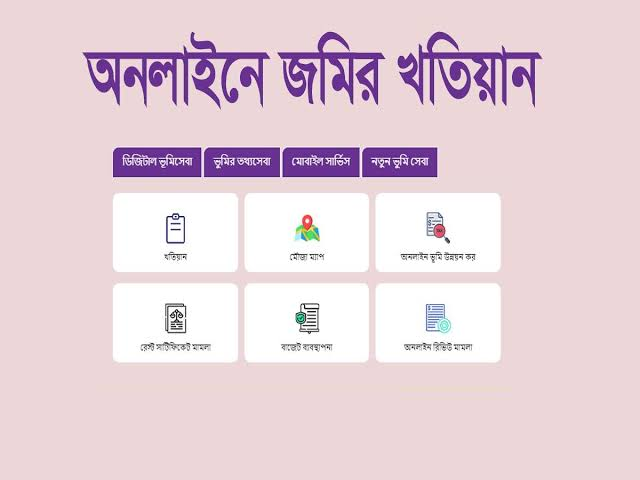 অনলাইনে জমির খতিয়ান
ডিজিটাল ভূমিসেবা ভূমির তথ্যসেবা মোবাইল সার্ভিস নতুন ভূমি সেবা
খতিয়ান মৌজা ম্যাপ অনলাইন ভূমি উন্নয়ন কর
রেন্ট সার্টিফিকেট মামলা বাজেট ব্যবস্থাপনা অনলাইন রিভিউ মামলা